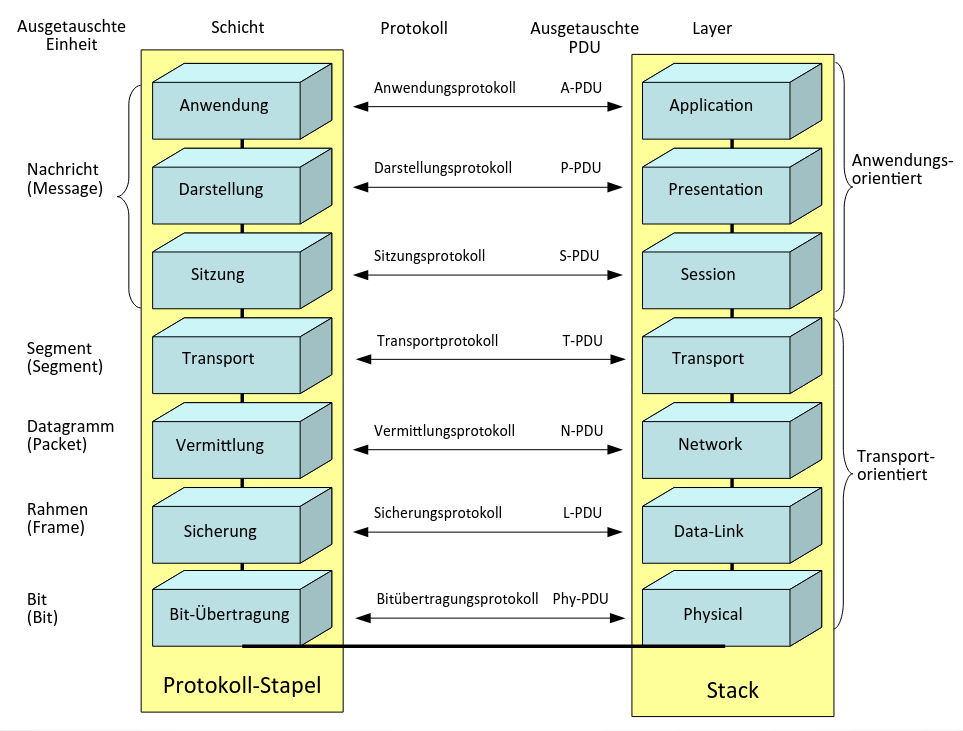 Ausgetauschte
Einheit
Schicht
Protokoll
Ausgetauschte
PDU
Layer
Anwendung
Anwendungsprotokoll
A-PDU
Application
Nachricht
(Message)
Darstellung
Darstellungsprotokoll
P-PDU
Presentation
Anwendungs-
orientiert
Sitzung
Sitzungsprotokoll
S-PDU
Session
Segment
(Segment)
Transport
Transportprotokoll
T-PDU
Transport
Datagramm
(Packet)
Vermittlung
Vermittlungsprotokoll
N-PDU
Network
Transport-
orientiert
Rahmen
(Frame)
Sicherung
Sicherungsprotokoll
L-PDU
Data-Link
Bit
(Bit)
Bit-Übertragung
Bitübertragungsprotokoll
Phy-PDU
Physical
Protokoll-Stapel
Stack